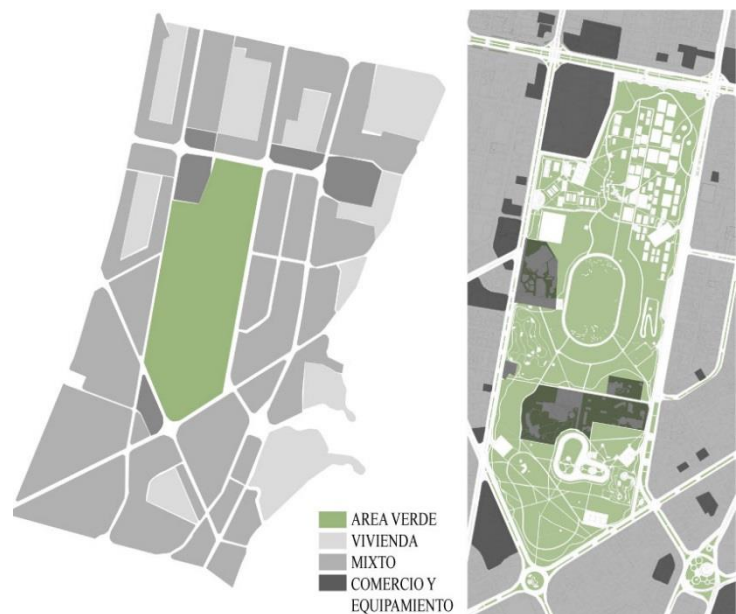 AREA VERDE
VIVIENDA
MIXTO
COMERCIO Y
EQUIPAMIENTO